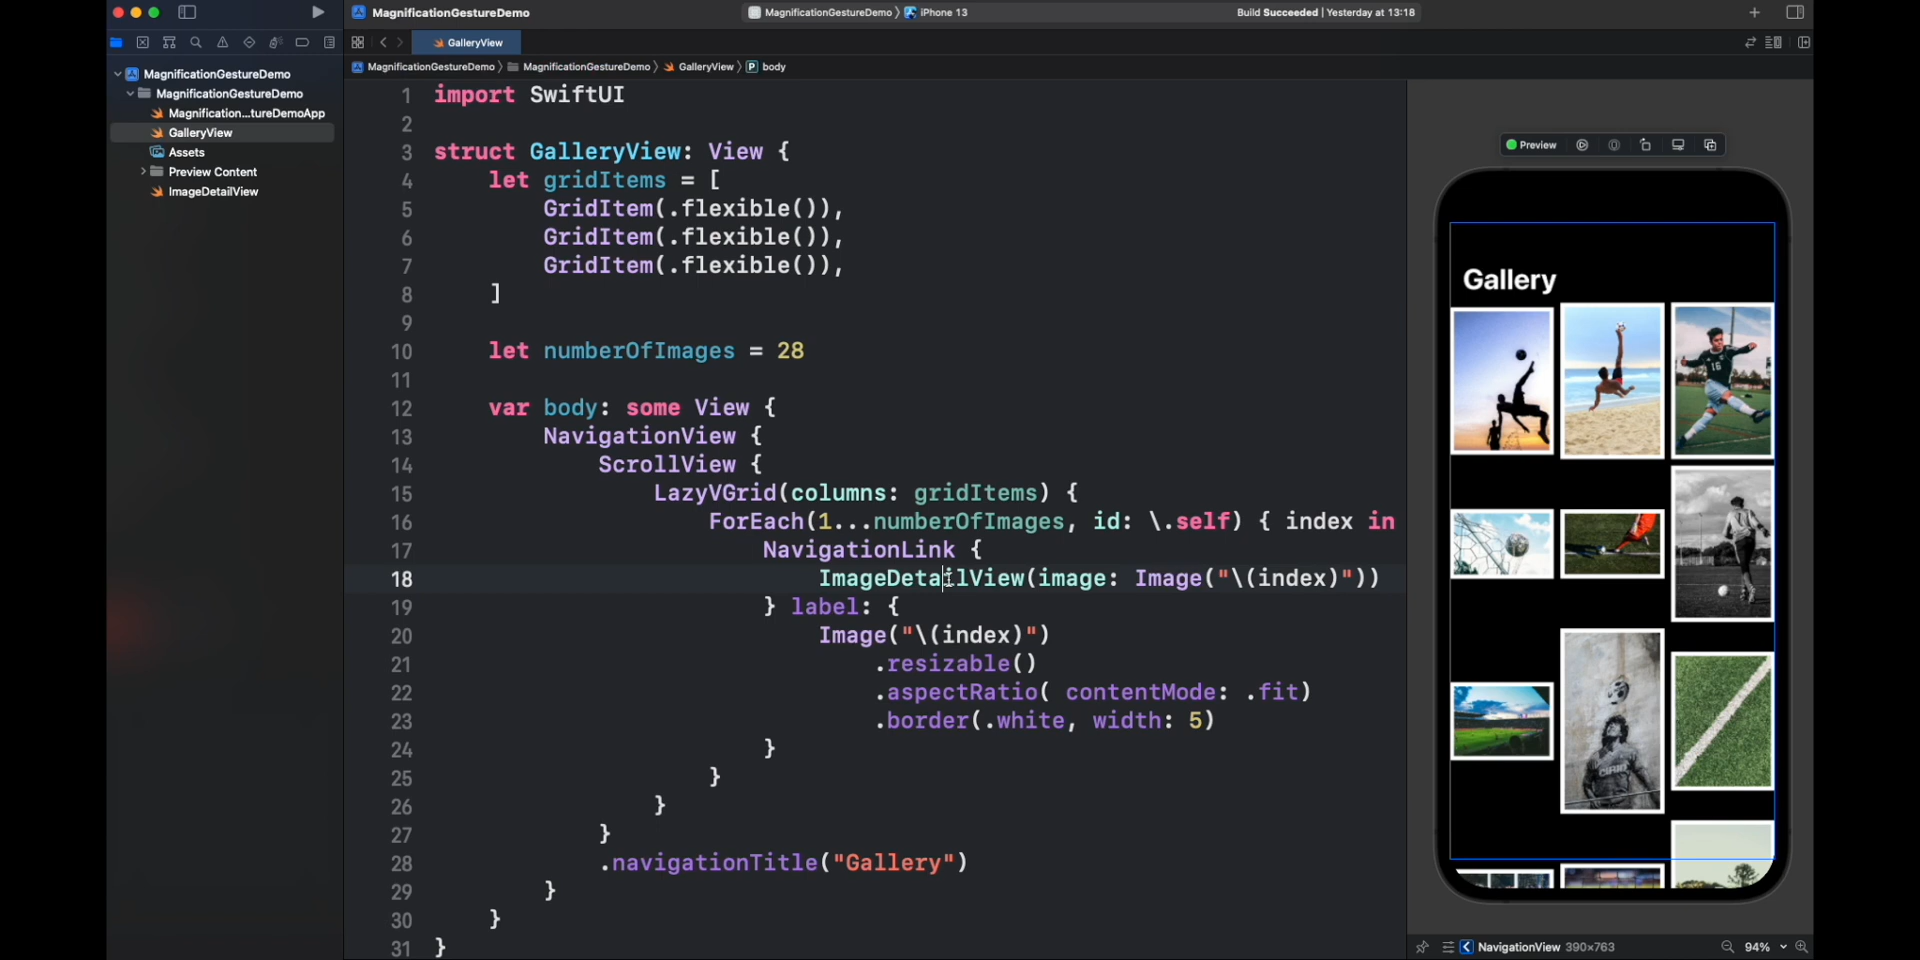 MagnificationGestureDemo
MagnificationGestureDemo
iPhone 13
Build Succeeded | Yesterday at 13:18
GalleryView
MagnificationGestureDemo
MagnificationGestureDemo
GalleryView
body
MagnificationGestureDemo
MagnificationGestureDemo
Magnification...tureDemoApp
GalleryView
Assets
Preview Content
ImageDetailView
1 import SwiftUI
2
3 struct GalleryView: View {
4 let gridItems = [
5 GridItem(.flexible()),
6 GridItem(.flexible()),
7 GridItem(.flexible()),
8 ]
9
10 let numberOfImages = 28
11
12 var body: some View {
13 NavigationView {
14 ScrollView {
15 LazyVGrid(columns: gridItems) {
16 ForEach(1...numberOfImages, id: \.self) { index in
17 NavigationLink {
18 ImageDetailView(image: Image("\(index)"))
19 } label: {
20 Image("\(index)")
21 .resizable()
22 .aspectRatio( contentMode: .fit)
23 .border(.white, width: 5)
24 }
25 }
26 }
27 }
28 .navigationTitle("Gallery")
29 }
30 }
31 }
Preview
Gallery
16
NavigationView 390×763
94%